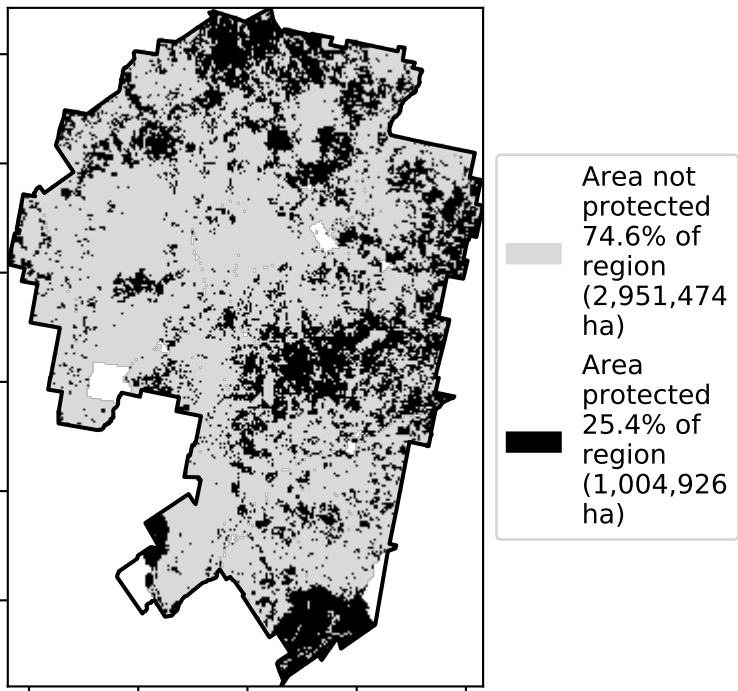 Area not
protected
74.6% of
region
(2,951,474
ha)
Area
protected
25.4% of
region
(1,004,926
ha)